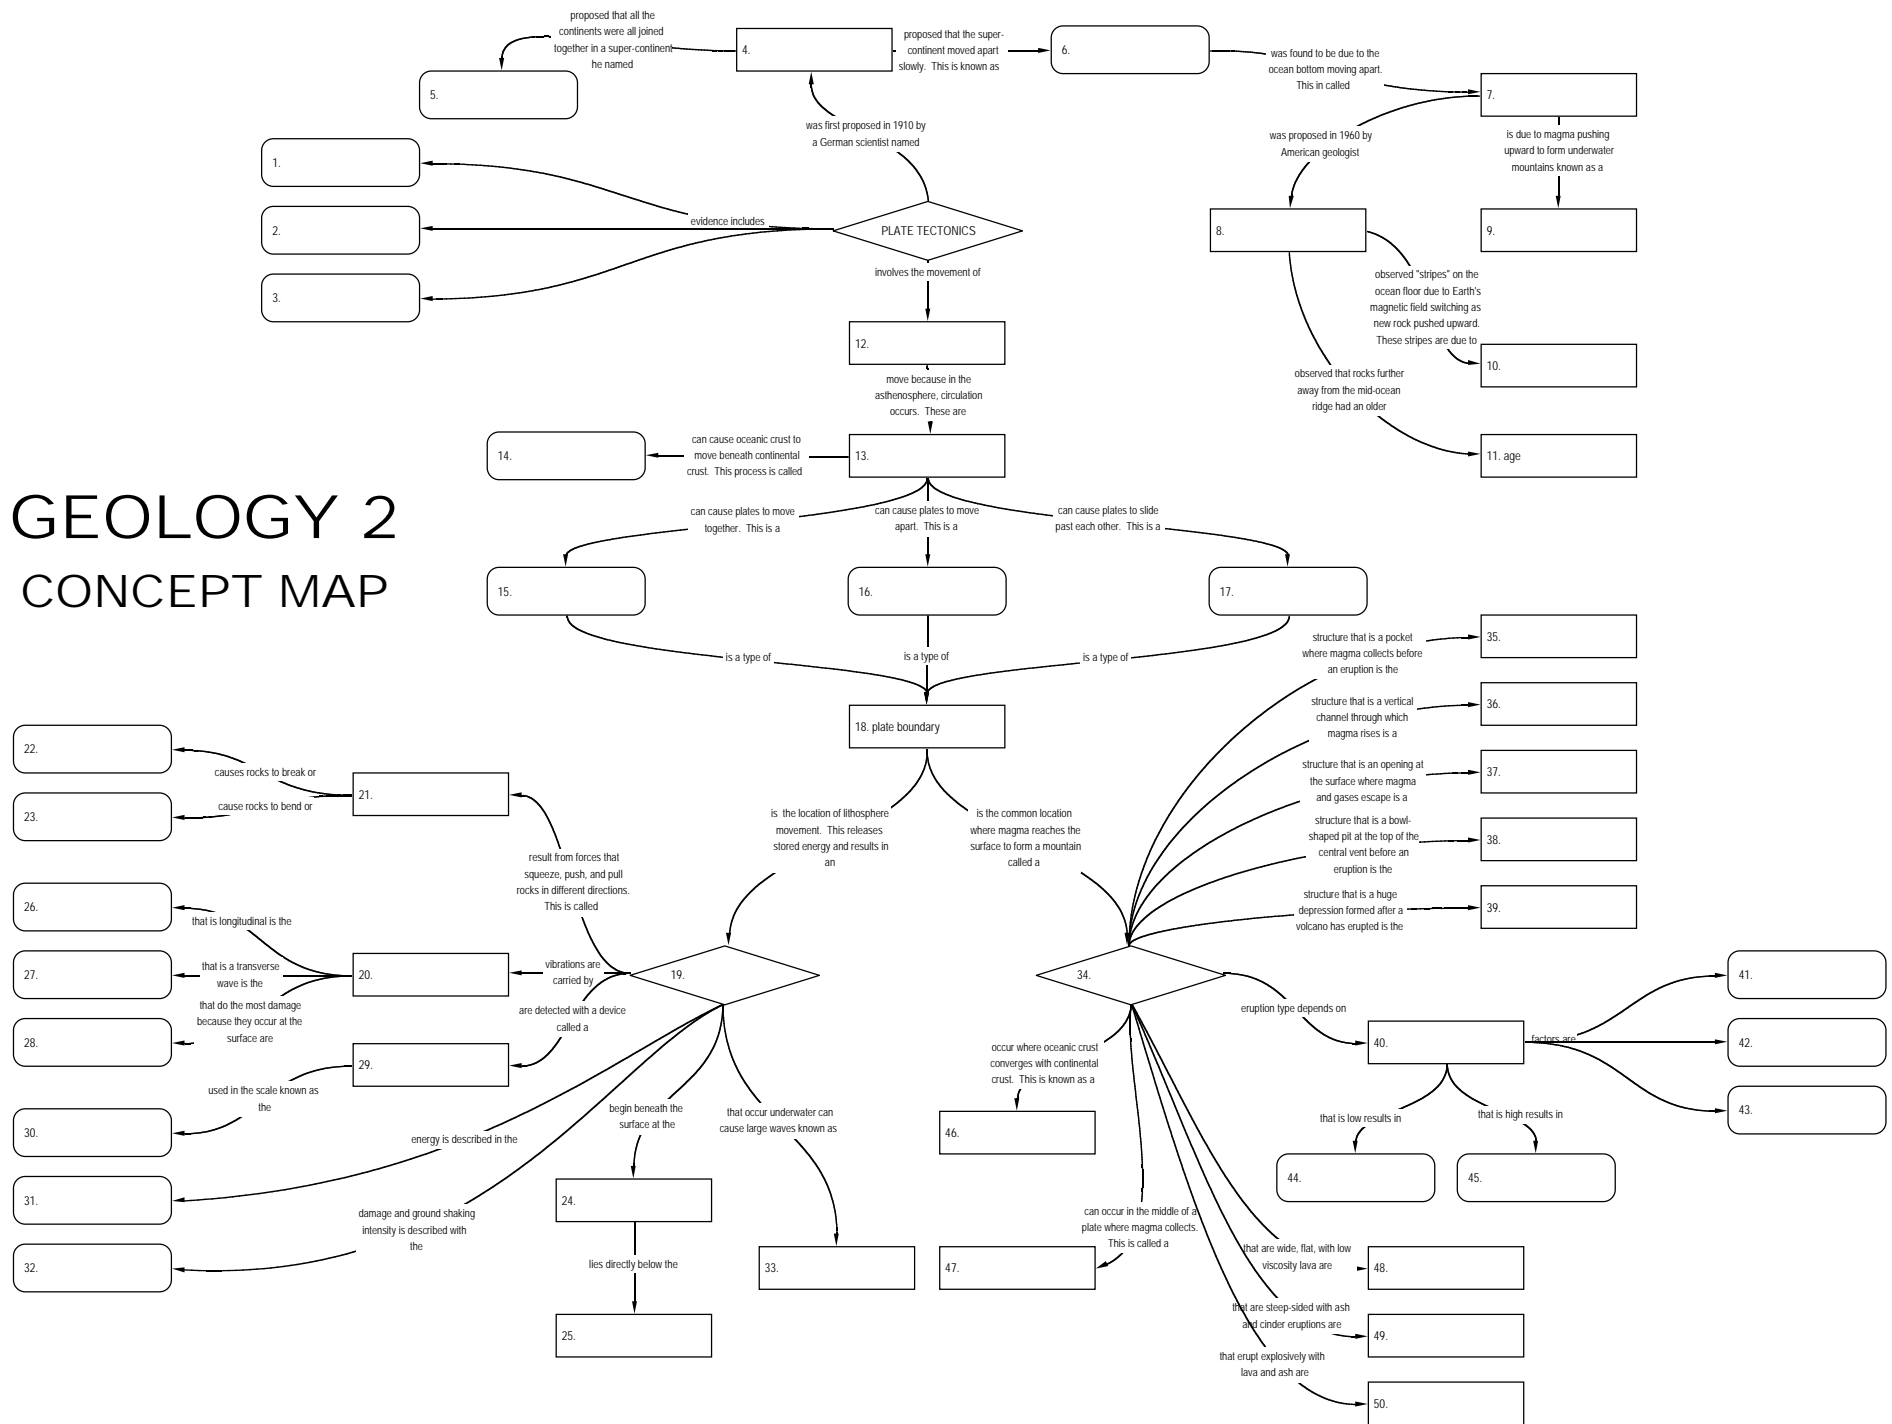 proposed that all the
continents were all joined
together in a super-continent
he named
4.
proposed that the super-
continent moved apart
slowly. This is known as
6.
was found to be due to the
ocean bottom moving apart.
This in called
5.
7.
was first proposed in 1910 by
a German scientist named
was proposed in 1960 by
American geologist
is due to magma pushing
upward to form underwater
mountains known as a
1.
2.
3.
evidence includes
PLATE TECTONICS
8.
9.
involves the movement of
observed "stripes" on the
ocean floor due to Earth's
magnetic field switching as
new rock pushed upward.
These stripes are due to
12.
10.
move because in the
asthenosphere, circulation
occurs. These are
observed that rocks further
away from the mid-ocean
ridge had an older
14.
can cause oceanic crust to
move beneath continental
crust. This process is called
13.
11. age
GEOLOGY 2
CONCEPT MAP
can cause plates to move
together. This is a
can cause plates to move
apart. This is a
can cause plates to slide
past each other. This is a
15.
16.
17.
is a type of
is a type of
is a type of
18. plate boundary
structure that is a pocket
where magma collects before
an eruption is the
35.
structure that is a vertical
channel through which
magma rises is a
36.
structure that is an opening at
the surface where magma
and gases escape is a
37.
structure that is a bowl-
shaped pit at the top of the
central vent before an
eruption is the
38.
structure that is a huge
depression formed after a
volcano has erupted is the
39.
22.
causes rocks to break or
21.
23.
cause rocks to bend or
is the location of lithosphere
movement. This releases
stored energy and results in
an
is the common location
where magma reaches the
surface to form a mountain
called a
result from forces that
squeeze, push, and pull
rocks in different directions.
This is called
26.
that is longitudinal is the
27.
that is a transverse
wave is the
20.
vibrations are
carried by
19.
34.
that do the most damage
because they occur at the
surface are
28.
are detected with a device
called a
29.
used in the scale known as
the
30.
energy is described in the
31.
damage and ground shaking
intensity is described with
the
32.
begin beneath the
surface at the
24.
lies directly below the
25.
that occur underwater can
cause large waves known as
33.
eruption type depends on
40.
factors are
41.
42.
43.
that is low results in
that is high results in
44.
45.
occur where oceanic crust
converges with continental
crust. This is known as a
46.
can occur in the middle of a
plate where magma collects.
This is called a
47.
that are wide, flat, with low
viscosity lava are
48.
that are steep-sided with ash
and cinder eruptions are
49.
that erupt explosively with
lava and ash are
50.